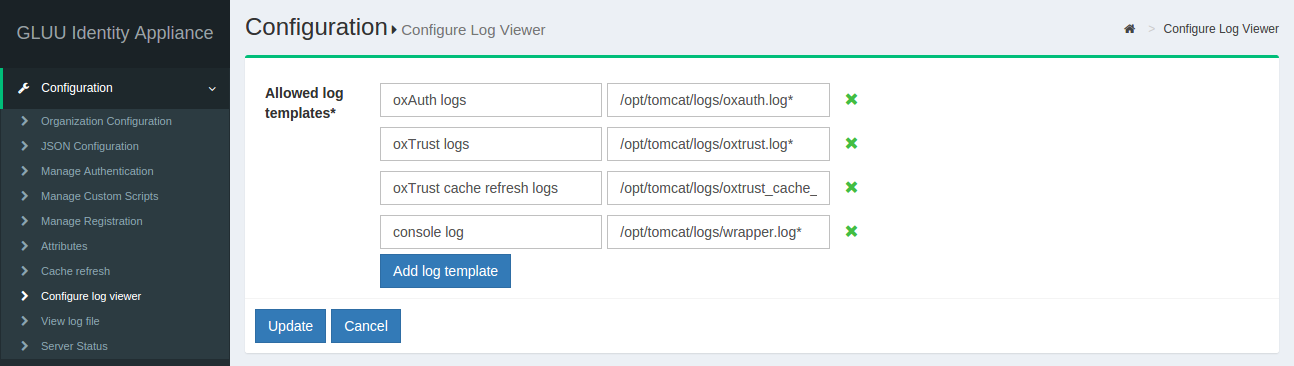 GLUU Identity Appliance
Configuration
Organization Configuration
JSON Configuration
Manage Authentication
Manage Custom Scripts
Manage Registration
Attributes
Cache refresh
Configure log viewer
View log file
Server Status
Configuration Configure Log Viewer
> Configure Log Viewer
Allowed log
templates*
oxAuth logs /opt/tomcat/logs/oxauth.log*
oxTrust logs /opt/tomcat/logs/oxtrust.log*
oxTrust cache refresh logs /opt/tomcat/logs/oxtrust_cache_
console log /opt/tomcat/logs/wrapper.log*
Add log template
Update Cancel